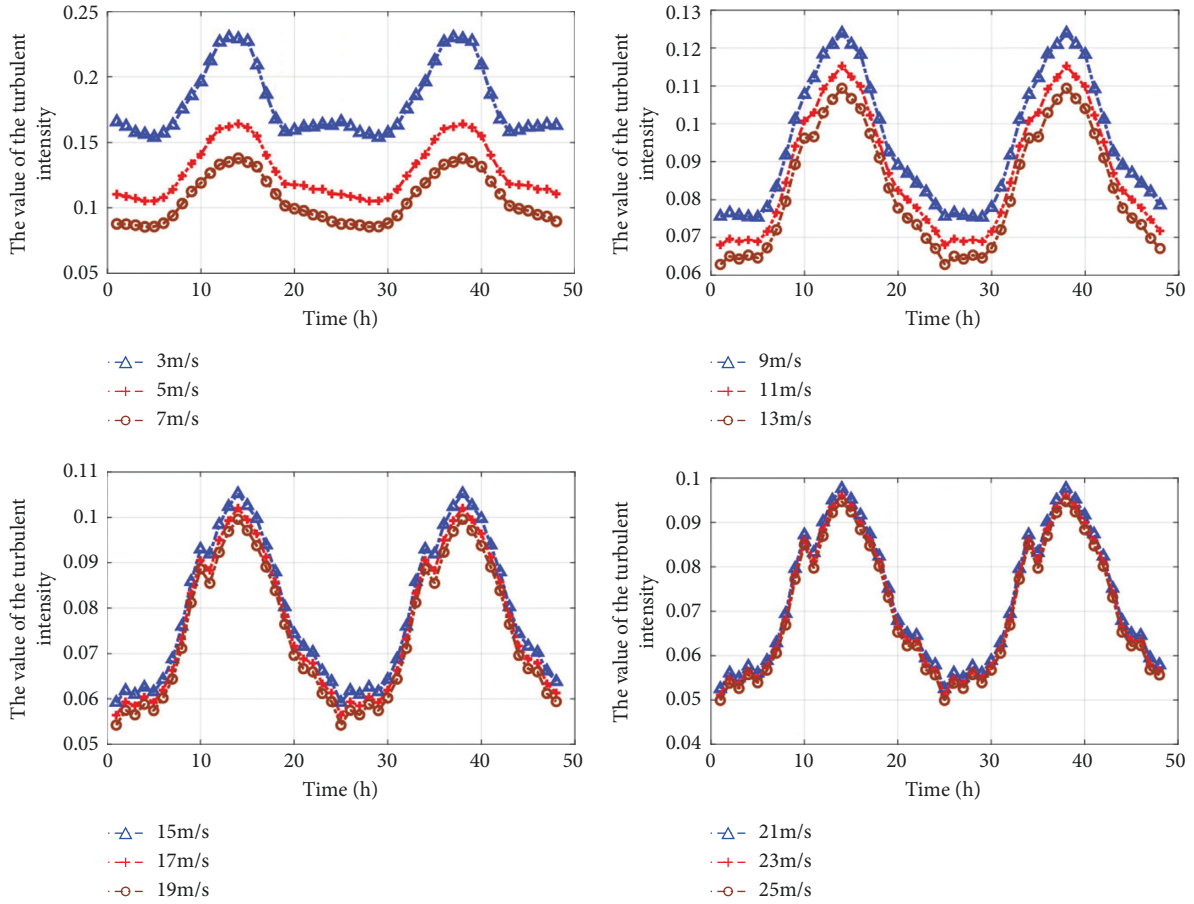 The value of the turbulent
intensity
0.25
0.2
0.15
0.1
0.05
0
10
20
30
40
50
Time (h)
3m/s
5m/s
7m/s
The value of the turbulent
intensity
0.13
0.12
0.11
0.1
0.09
0.08
0.07
0.06
0
10
20
30
40
50
Time (h)
9m/s
11m/s
13m/s
The value of the turbulent
intensity
0.11
0.1
0.09
0.08
0.07
0.06
0.05
0
10
20
30
40
50
Time (h)
15m/s
17m/s
19m/s
The value of the turbulent
intensity
0.1
0.09
0.08
0.07
0.06
0.05
0.04
0
10
20
30
40
50
Time (h)
21m/s
23m/s
25m/s